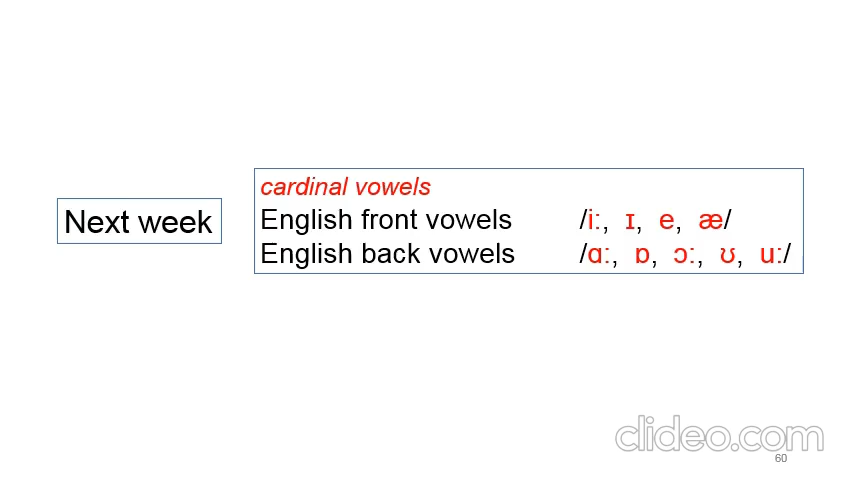 Next week
cardinal vowels
English front vowels /iː, ɪ, e, æ/
English back vowels /ɑː, ɒ, ɔː, ʊ, uː/
clideo.com
60